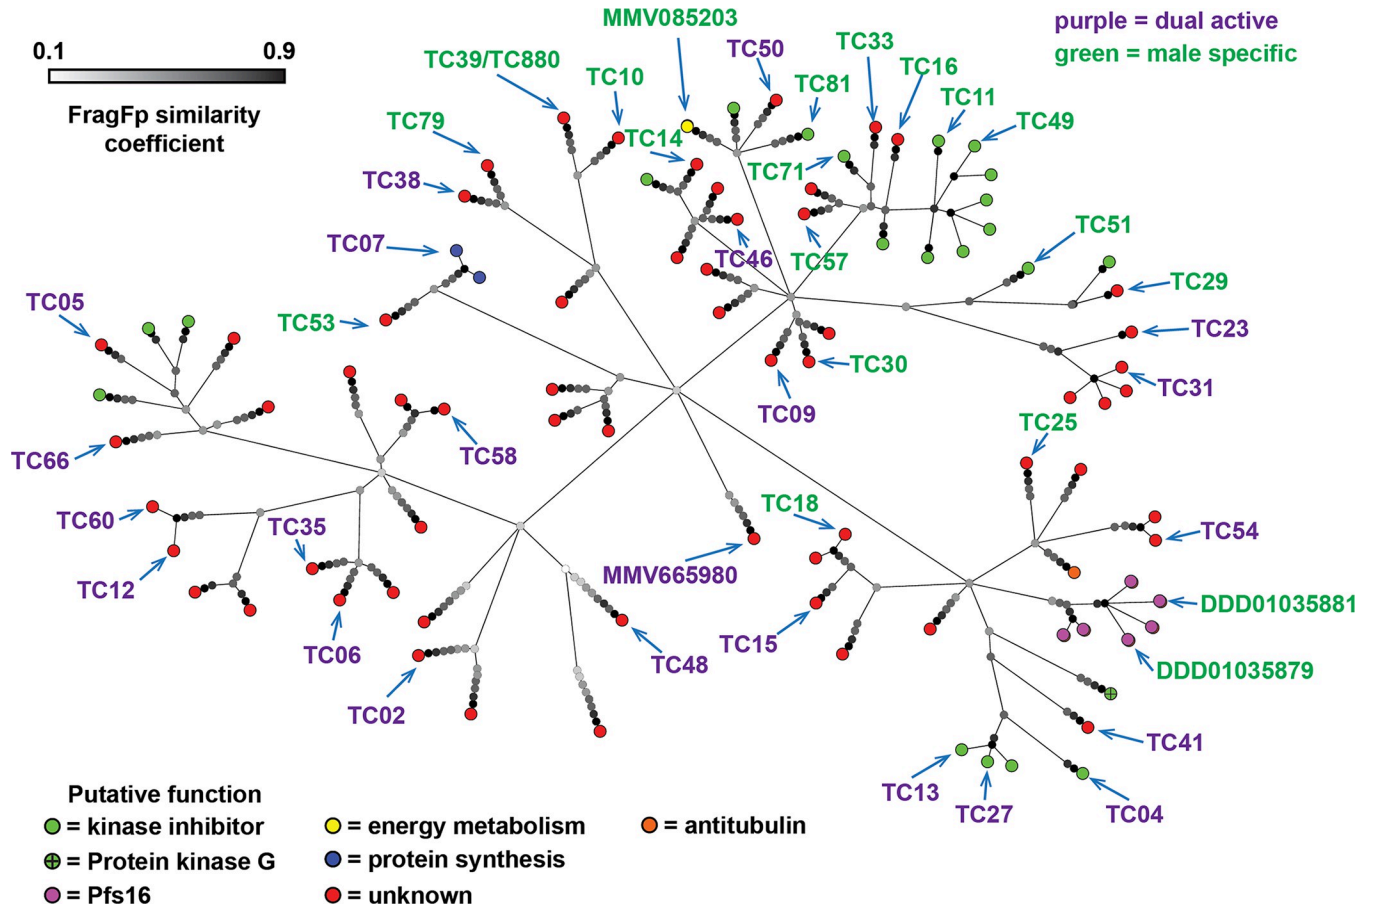 MMV085203
purple = dual active
green = male specific
0.1
0.9
FragFp similarity
coefficient
TC39/TC880
TC10
TC50
TC33
TC81
TC16
TC11
TC49
TC79
TC14
TC71
TC38
TC07
TC46
TC57
TC51
TC29
TC05
TC53
TC23
TC30
TC31
TC09
TC25
TC66
TC58
TC60
TC35
TC18
TC54
TC12
MMV665980
DDD01035881
TC06
TC48
TC15
DDD01035879
TC02
TC41
TC13
TC27
TC04
Putative function
= kinase inhibitor
= energy metabolism
= antitubulin
= Protein kinase G
= protein synthesis
= Pfs16
= unknown